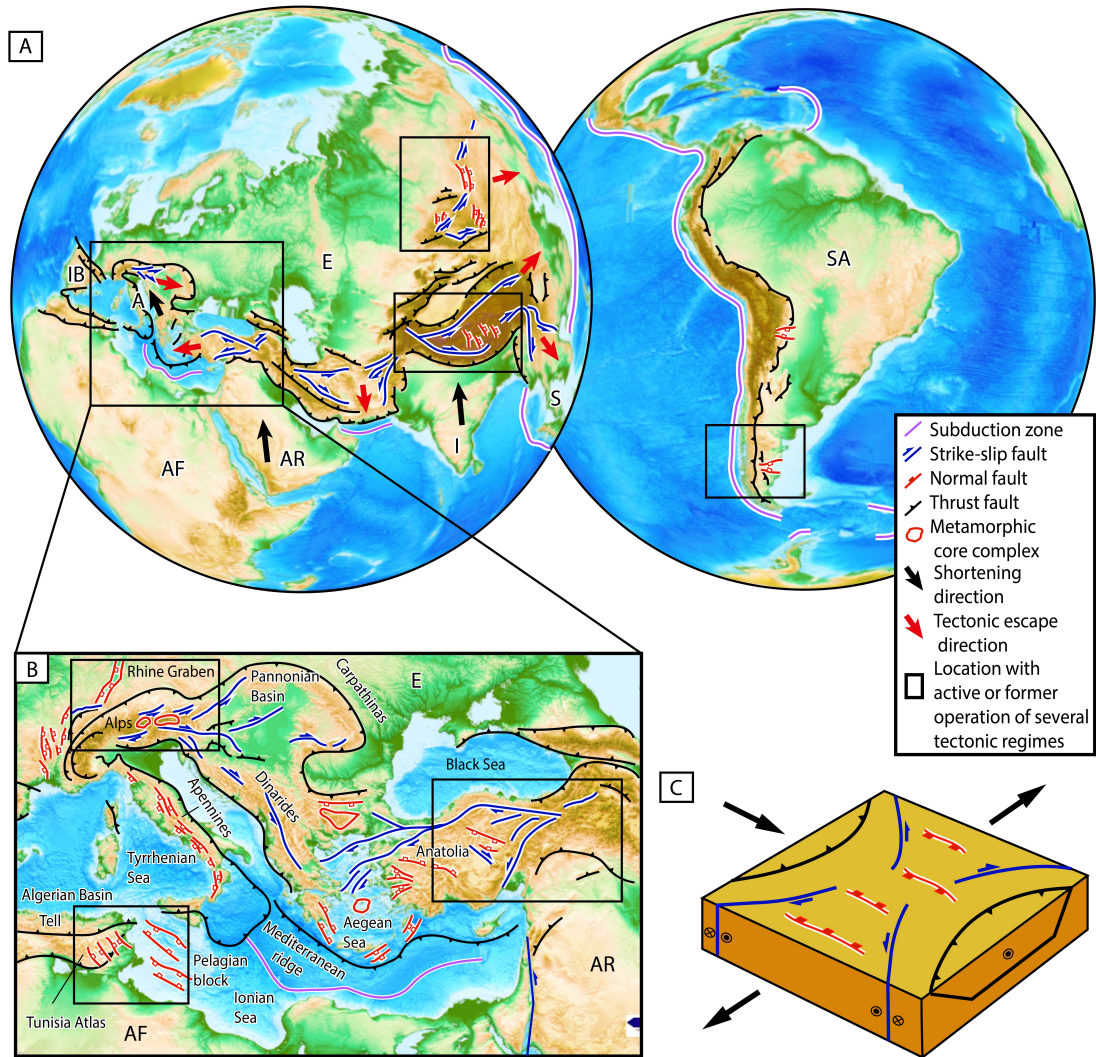 A
E
IB
A
AF
AR
I
S
SA
Subduction zone
Strike-slip fault
Normal fault
Thrust fault
Metamorphic
core complex
Shortening
direction
Tectonic escape
direction
Location with
active or former
operation of several
tectonic regimes
B
Rhine Graben
Pannonian
Basin
Carpathinas
E
Alps
Black Sea
Apennines
Dinarides
Anatolia
Tyrrhenian
Sea
Algerian Basin
Tell
Aegean
Sea
Mediterranean
ridge
Pelagian
block
Ionian
Sea
Tunisia Atlas
AF
AR
C